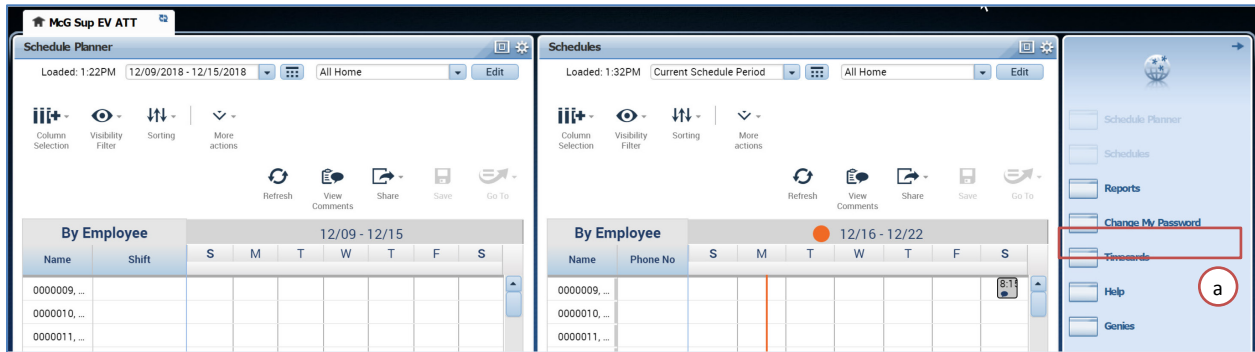 McG Sup EV ATT
Schedule Planner
Loaded: 1:22PM 12/09/2018 - 12/15/2018 All Home Edit
Column Selection
Visibility Filter
Sorting
More actions
Refresh
View Comments
Share
Save
Go To
By Employee 12/09 - 12/15
Name Shift S M T W T F S
0000009, ...
0000010, ...
0000011, ...
Schedules
Loaded: 1:32PM Current Schedule Period All Home Edit
Column Selection
Visibility Filter
Sorting
More actions
Refresh
View Comments
Share
Save
Go To
By Employee 12/16 - 12/22
Name Phone No S M T W T F S
0000009, ... 8:15
0000010, ...
0000011, ...
Schedule Planner
Schedules
Reports
Change My Password
Timecards
Help
Genies
a